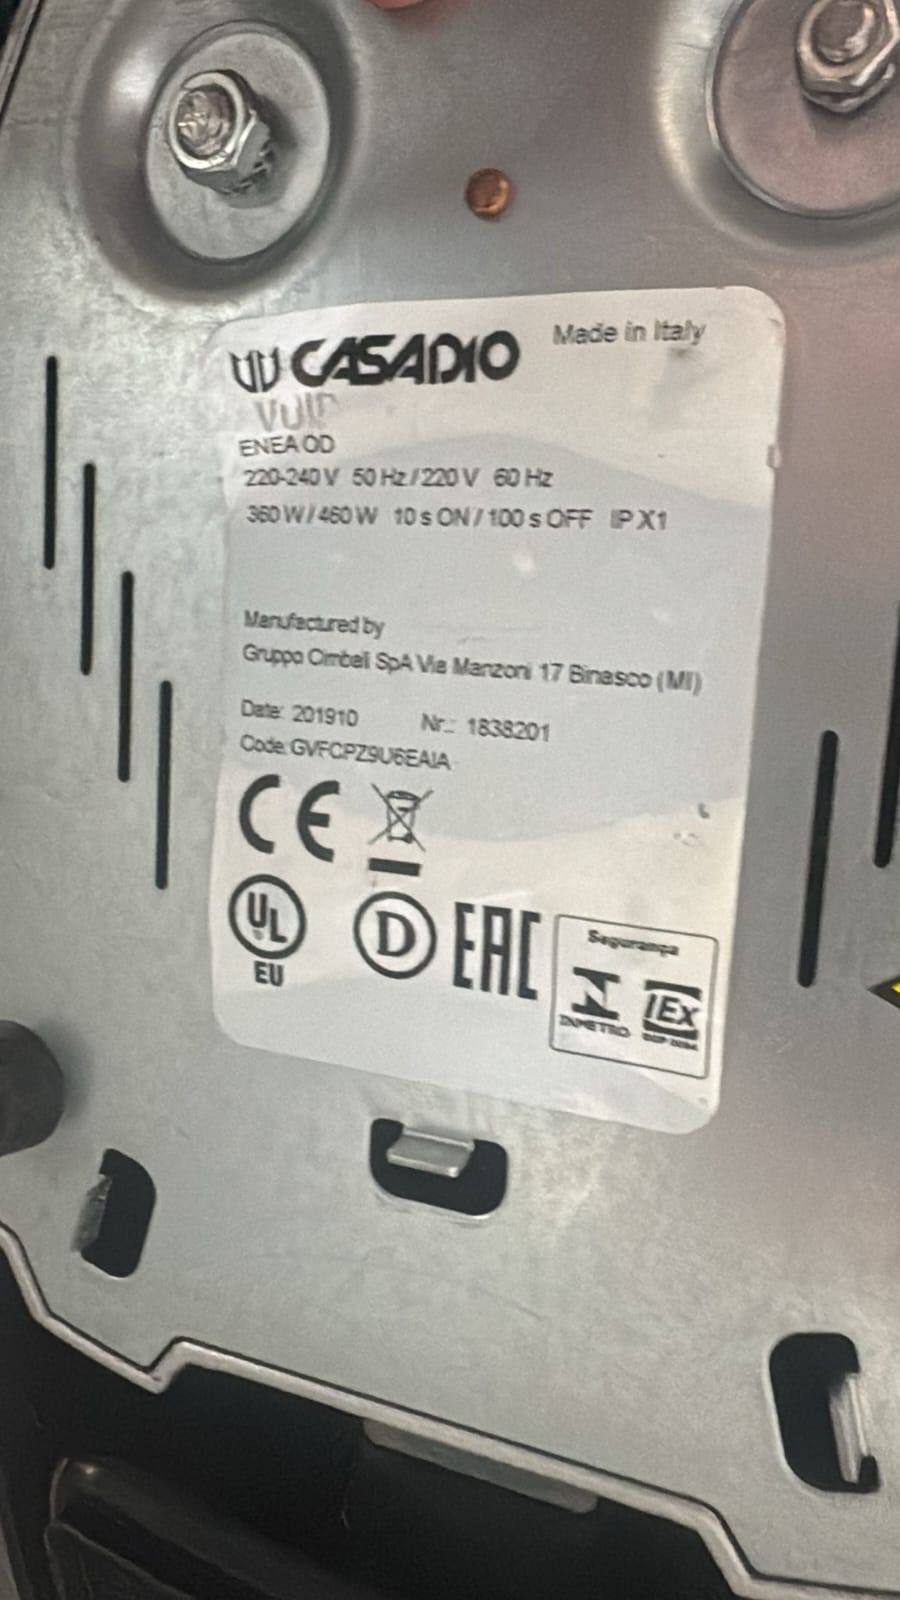 CASADIO Made in Italy
VOID
ENEA OD
220-240 V 50 Hz / 220 V 60 Hz
360 W / 460 W 10 s ON / 100 s OFF IP X1
Manufactured by
Gruppo Cimbali SpA Via Manzoni 17 Binasco (MI)
Date: 201910 Nr.: 1838201
Code: GVFCPZ9U6EAIA
CE
UL D EAC
EU
Segurança
INMETRO IEx